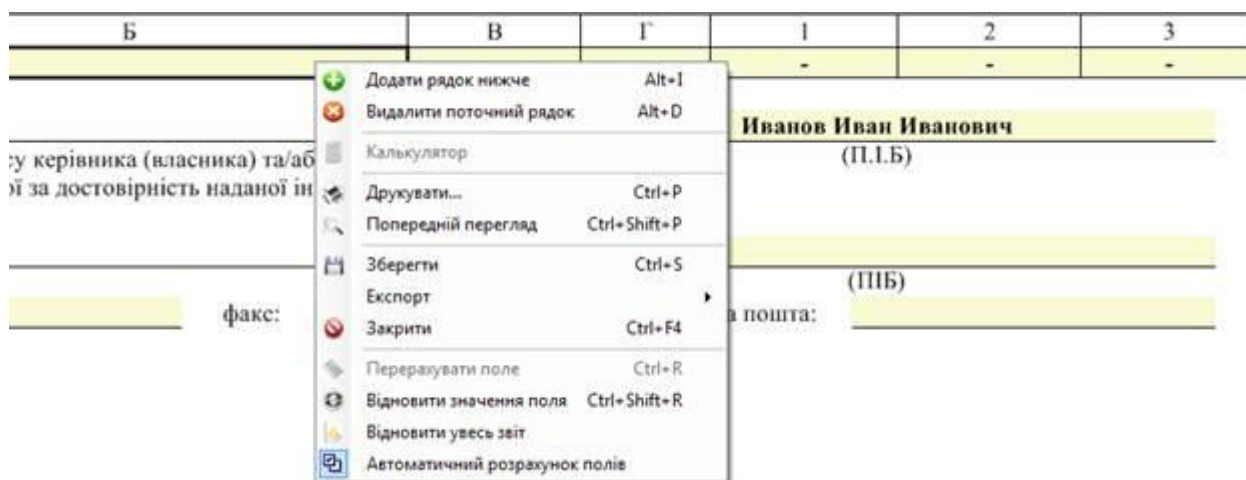 Б В Г 1 2 3
- - -
Додати рядок нижче Alt+I
Видалити поточний рядок Alt+D
Иванов Иван Иванович
су керівника (власника) та/аб
Калькулятор
(П.І.Б)
ої за достовірність наданої ін
Друкувати... Ctrl+P
Попередній перегляд Ctrl+Shift+P
Зберегти Ctrl+S
(ПІБ)
Експорт
факс:
а пошта:
Закрити Ctrl+F4
Перерахувати поле Ctrl+R
Відновити значення поля Ctrl+Shift+R
Відновити увесь звіт
Автоматичний розрахунок полів